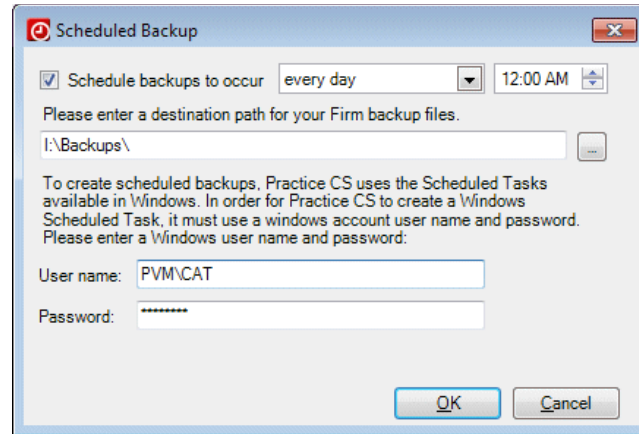 Scheduled Backup
Schedule backups to occur every day 12:00 AM
Please enter a destination path for your Firm backup files.
I:\Backups\
...
To create scheduled backups, Practice CS uses the Scheduled Tasks
available in Windows. In order for Practice CS to create a Windows
Scheduled Task, it must use a windows account user name and password.
Please enter a Windows user name and password:
User name: PVM\CAT
Password: ********
OK Cancel